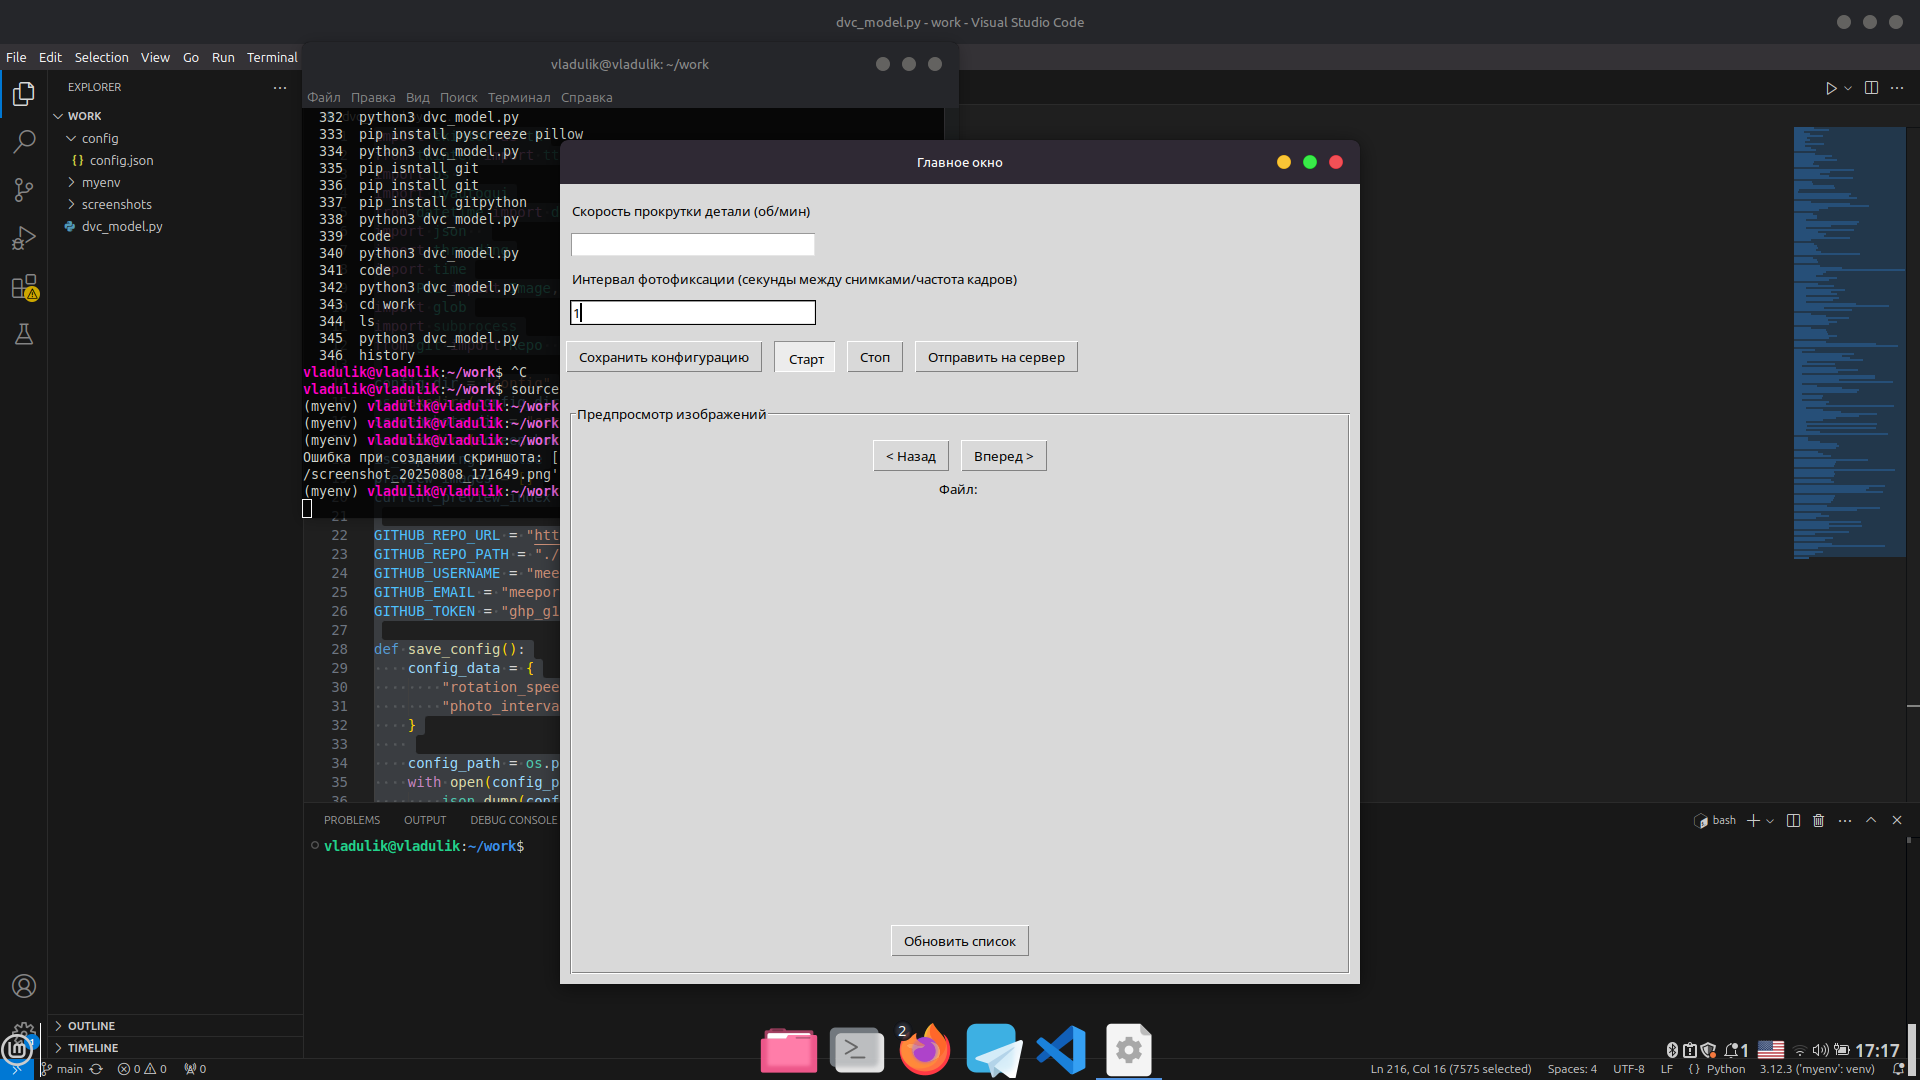 dvc_model.py - work - Visual Studio Code
File Edit Selection View Go Run Terminal
EXPLORER
WORK
config
{} config.json
myenv
screenshots
dvc_model.py
OUTLINE
TIMELINE
vladulik@vladulik: ~/work
Файл Правка Вид Поиск Терминал Справка
332 python3 dvc_model.py
333 pip install pyscreeze pillow
334 python3 dvc_model.py
335 pip isntall git
336 pip install git
337 pip install gitpython
338 python3 dvc_model.py
339 code
340 python3 dvc_model.py
341 code
342 python3 dvc_model.py
343 cd work
344 ls
345 python3 dvc_model.py
346 history
vladulik@vladulik:~/work$ ^C
vladulik@vladulik:~/work$ source
(myenv) vladulik@vladulik:~/work
(myenv) vladulik@vladulik:~/work
(myenv) vladulik@vladulik:~/work
Ошибка при создании скриншота: [
/screenshot_20250808_171649.png'
(myenv) vladulik@vladulik:~/work
21
22 GITHUB_REPO_URL = "htt
23 GITHUB_REPO_PATH = "./
24 GITHUB_USERNAME = "mee
25 GITHUB_EMAIL = "meepor
26 GITHUB_TOKEN = "ghp_g1
27
28 def save_config():
29 config_data = {
30 "rotation_spee
31 "photo_interva
32 }
33
34 config_path = os.p
35 with open(config_p
36 json.dump(conf
Главное окно
Скорость прокрутки детали (об/мин)
Интервал фотофиксации (секунды между снимками/частота кадров)
1
Сохранить конфигурацию Старт Стоп Отправить на сервер
Предпросмотр изображений
< Назад Вперед >
Файл:
Обновить список
PROBLEMS OUTPUT DEBUG CONSOLE
bash
vladulik@vladulik:~/work$
2
main 0 0 0
Ln 216, Col 16 (7575 selected) Spaces: 4 UTF-8 LF {} Python 3.12.3 ('myenv': venv)
1 17:17